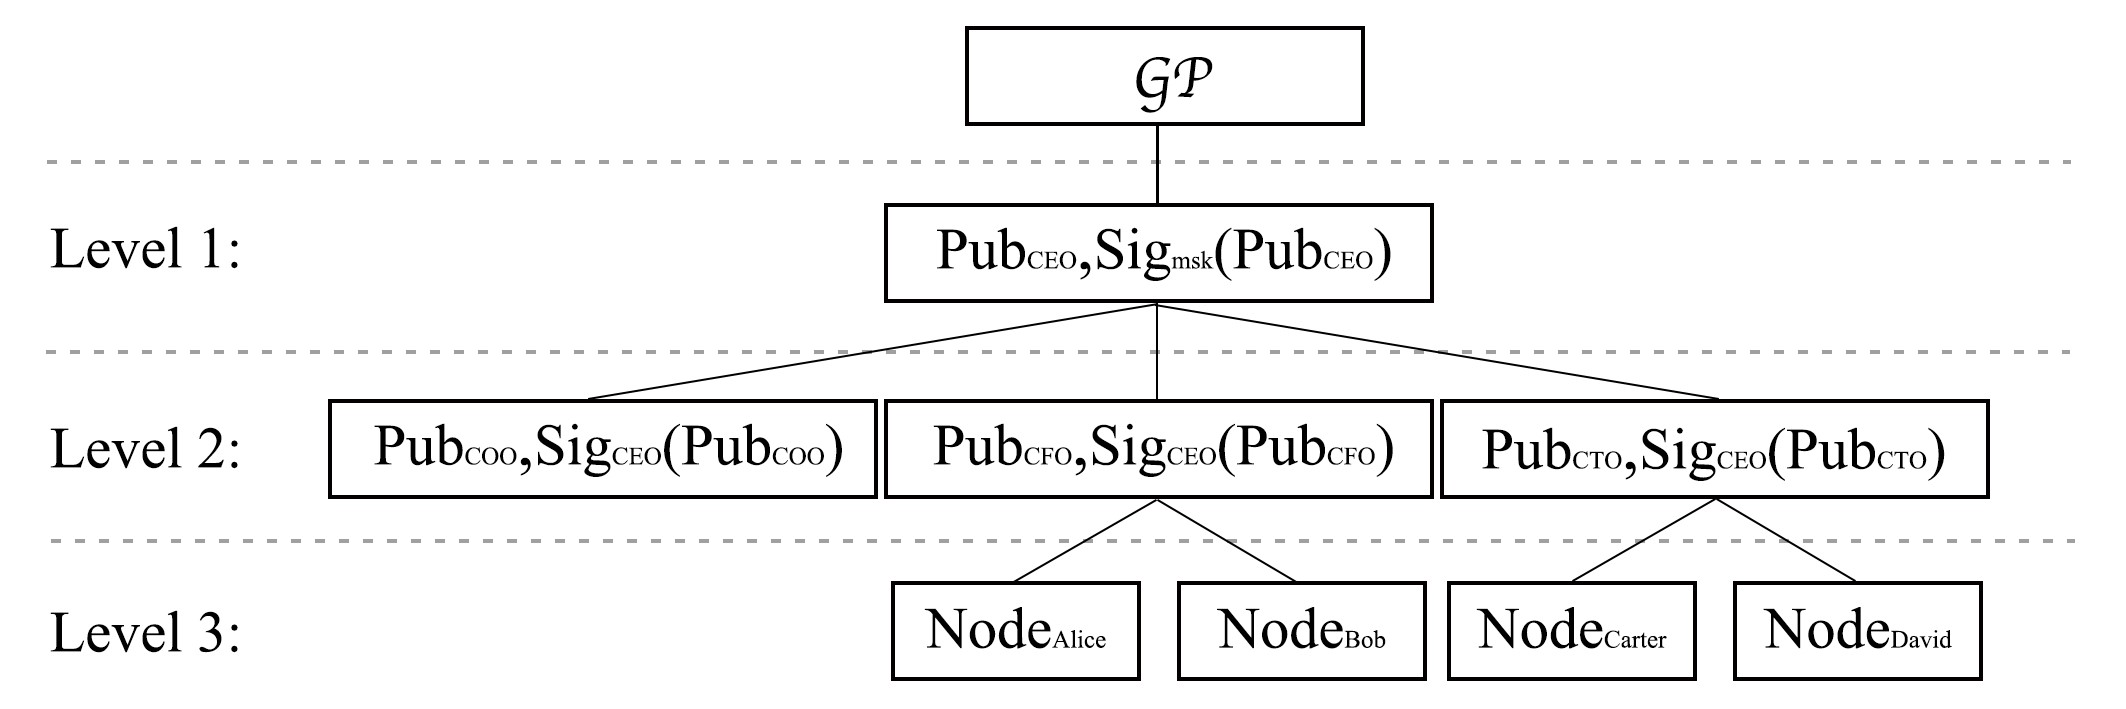 𝒢𝒫
Level 1:
PubCEO,Sigmsk(PubCEO)
Level 2:
PubCOO,SigCEO(PubCOO)
PubCFO,SigCEO(PubCFO)
PubCTO,SigCEO(PubCTO)
Level 3:
NodeAlice
NodeBob
NodeCarter
NodeDavid